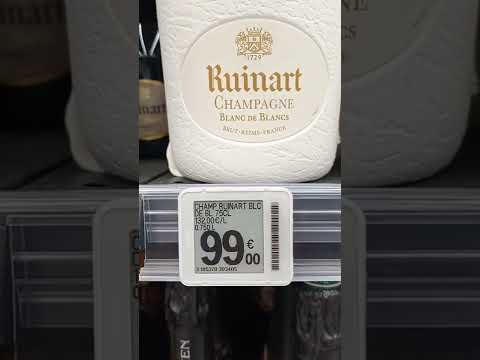 1729
Ruinart
CHAMPAGNE
BLANC DE BLANCS
BRUT-REIMS-FRANCE
CHAMP.RUINART BLC
DE BL 75CL
132,00€/L
0.750 L
99€00